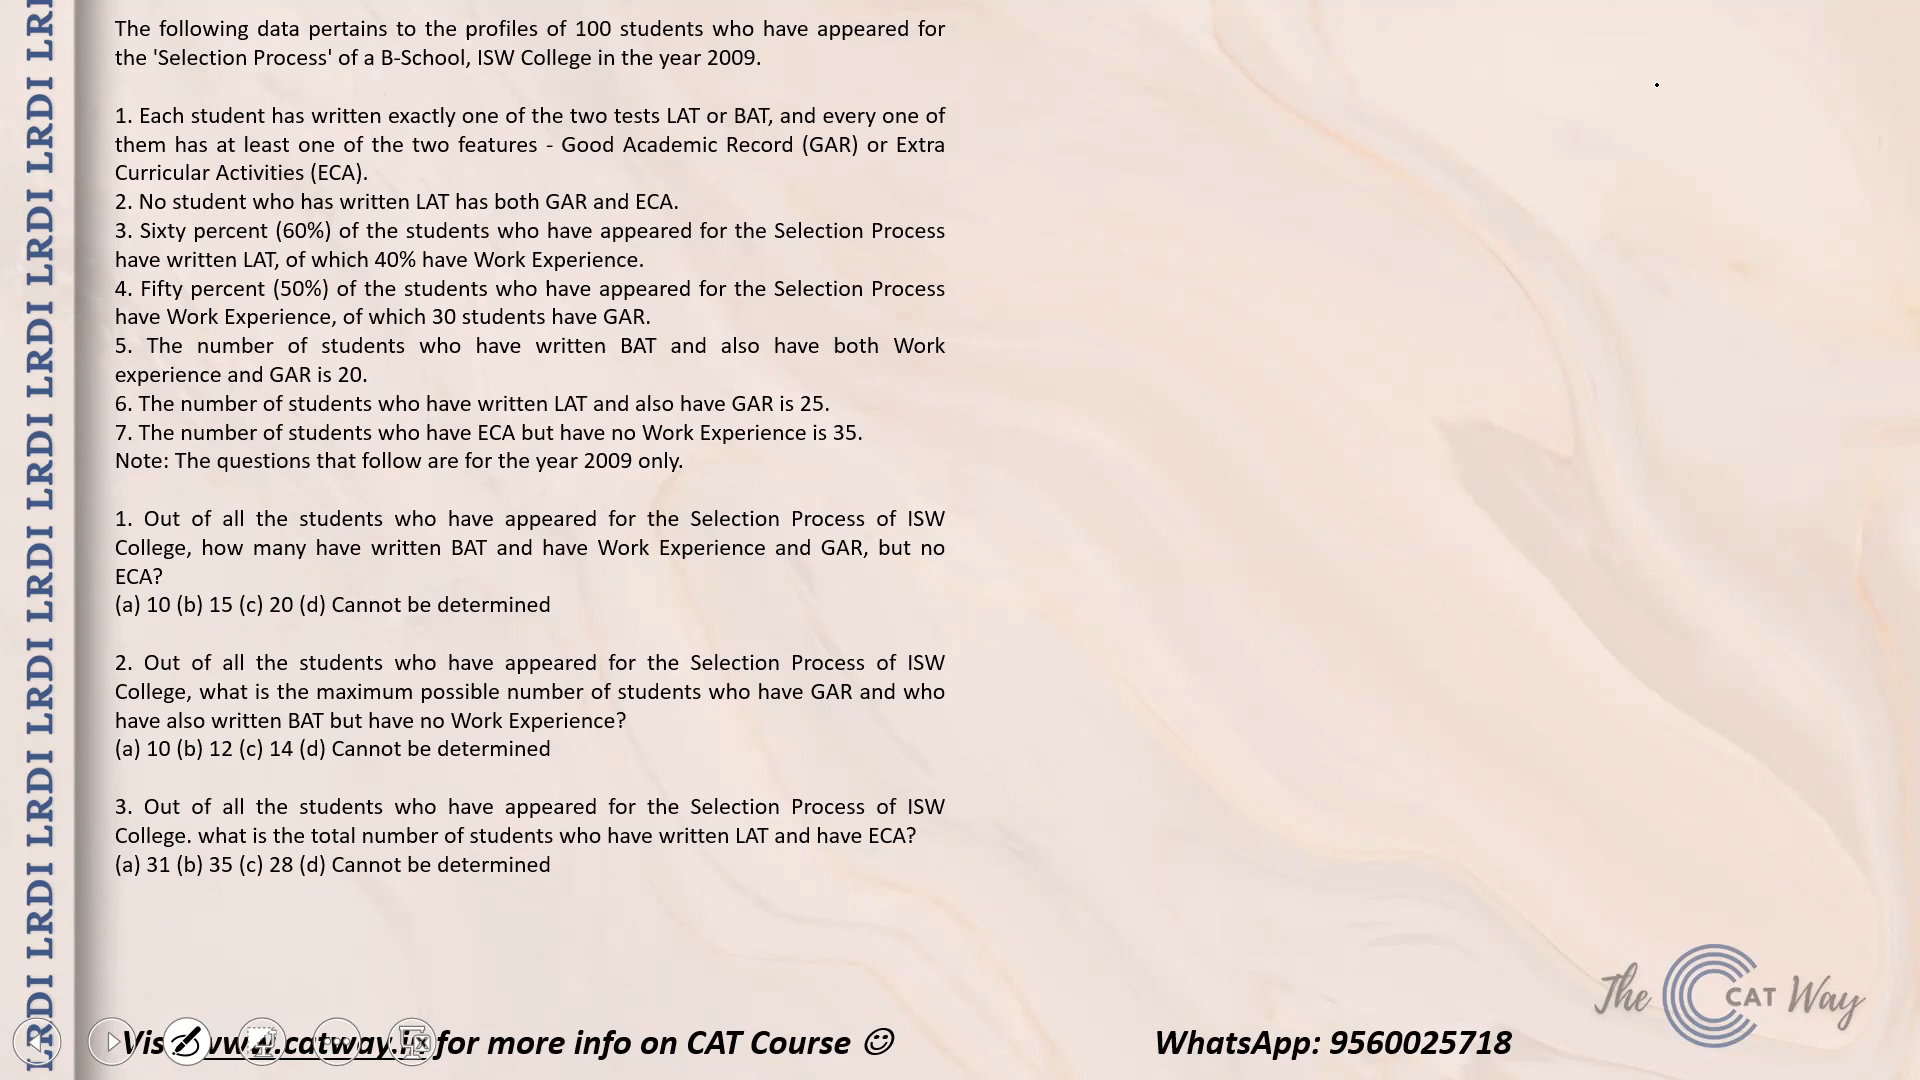 LRDI LRDI LRDI LRDI LRDI LRDI LRDI LRDI LRDI LRI
The following data pertains to the profiles of 100 students who have appeared for
the 'Selection Process' of a B-School, ISW College in the year 2009.
1. Each student has written exactly one of the two tests LAT or BAT, and every one of
them has at least one of the two features - Good Academic Record (GAR) or Extra
Curricular Activities (ECA).
2. No student who has written LAT has both GAR and ECA.
3. Sixty percent (60%) of the students who have appeared for the Selection Process
have written LAT, of which 40% have Work Experience.
4. Fifty percent (50%) of the students who have appeared for the Selection Process
have Work Experience, of which 30 students have GAR.
5. The number of students who have written BAT and also have both Work
experience and GAR is 20.
6. The number of students who have written LAT and also have GAR is 25.
7. The number of students who have ECA but have no Work Experience is 35.
Note: The questions that follow are for the year 2009 only.
1. Out of all the students who have appeared for the Selection Process of ISW
College, how many have written BAT and have Work Experience and GAR, but no
ECA?
(a) 10 (b) 15 (c) 20 (d) Cannot be determined
2. Out of all the students who have appeared for the Selection Process of ISW
College, what is the maximum possible number of students who have GAR and who
have also written BAT but have no Work Experience?
(a) 10 (b) 12 (c) 14 (d) Cannot be determined
3. Out of all the students who have appeared for the Selection Process of ISW
College. what is the total number of students who have written LAT and have ECA?
(a) 31 (b) 35 (c) 28 (d) Cannot be determined
The CAT Way
for more info on CAT Course ☺
WhatsApp: 9560025718